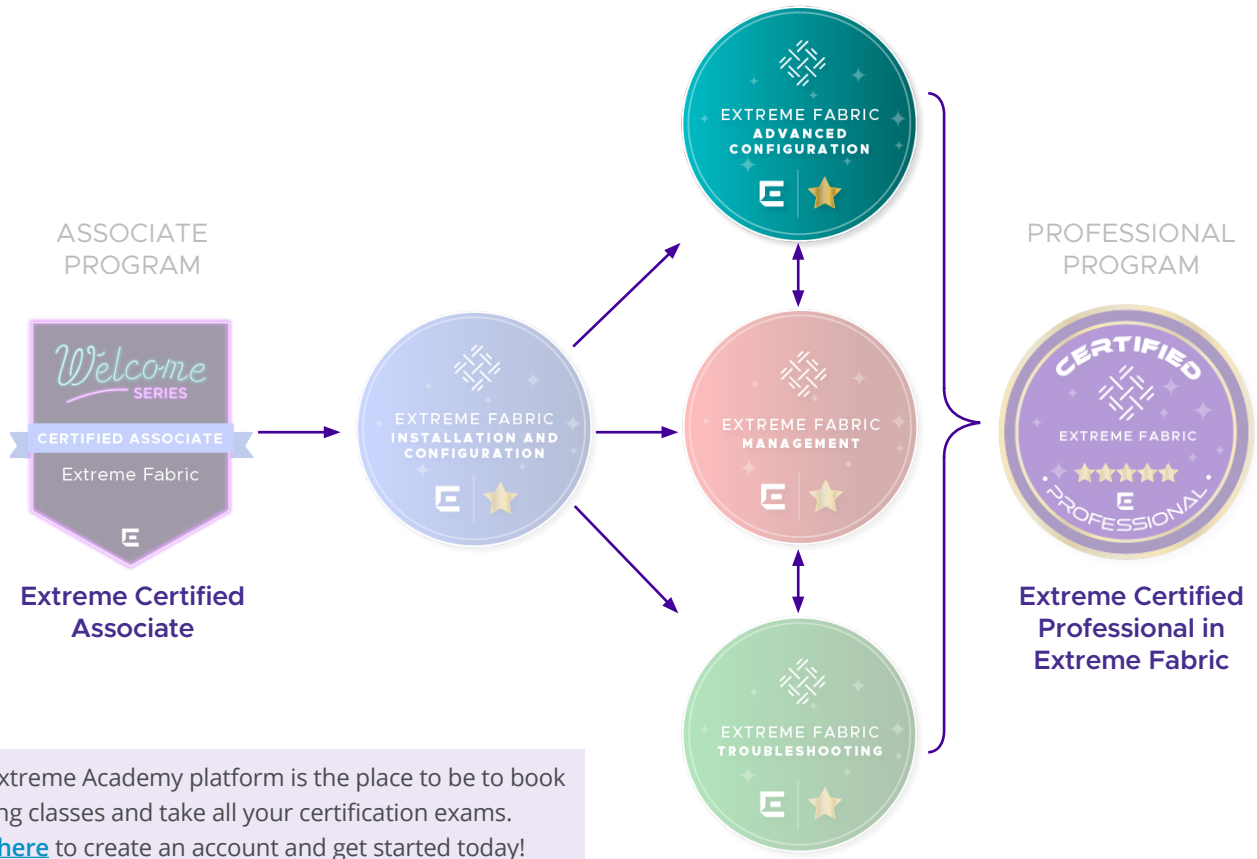 EXTREME FABRIC
ADVANCED
CONFIGURATION
ASSOCIATE
PROGRAM
Welcome
SERIES
CERTIFIED ASSOCIATE
Extreme Fabric
Extreme Certified
Associate
EXTREME FABRIC
INSTALLATION AND
CONFIGURATION
EXTREME FABRIC
MANAGEMENT
EXTREME FABRIC
TROUBLESHOOTING
PROFESSIONAL
PROGRAM
CERTIFIED
EXTREME FABRIC
PROFESSIONAL
Extreme Certified
Professional in
Extreme Fabric
xtreme Academy platform is the place to be to book
ng classes and take all your certification exams.
here to create an account and get started today!